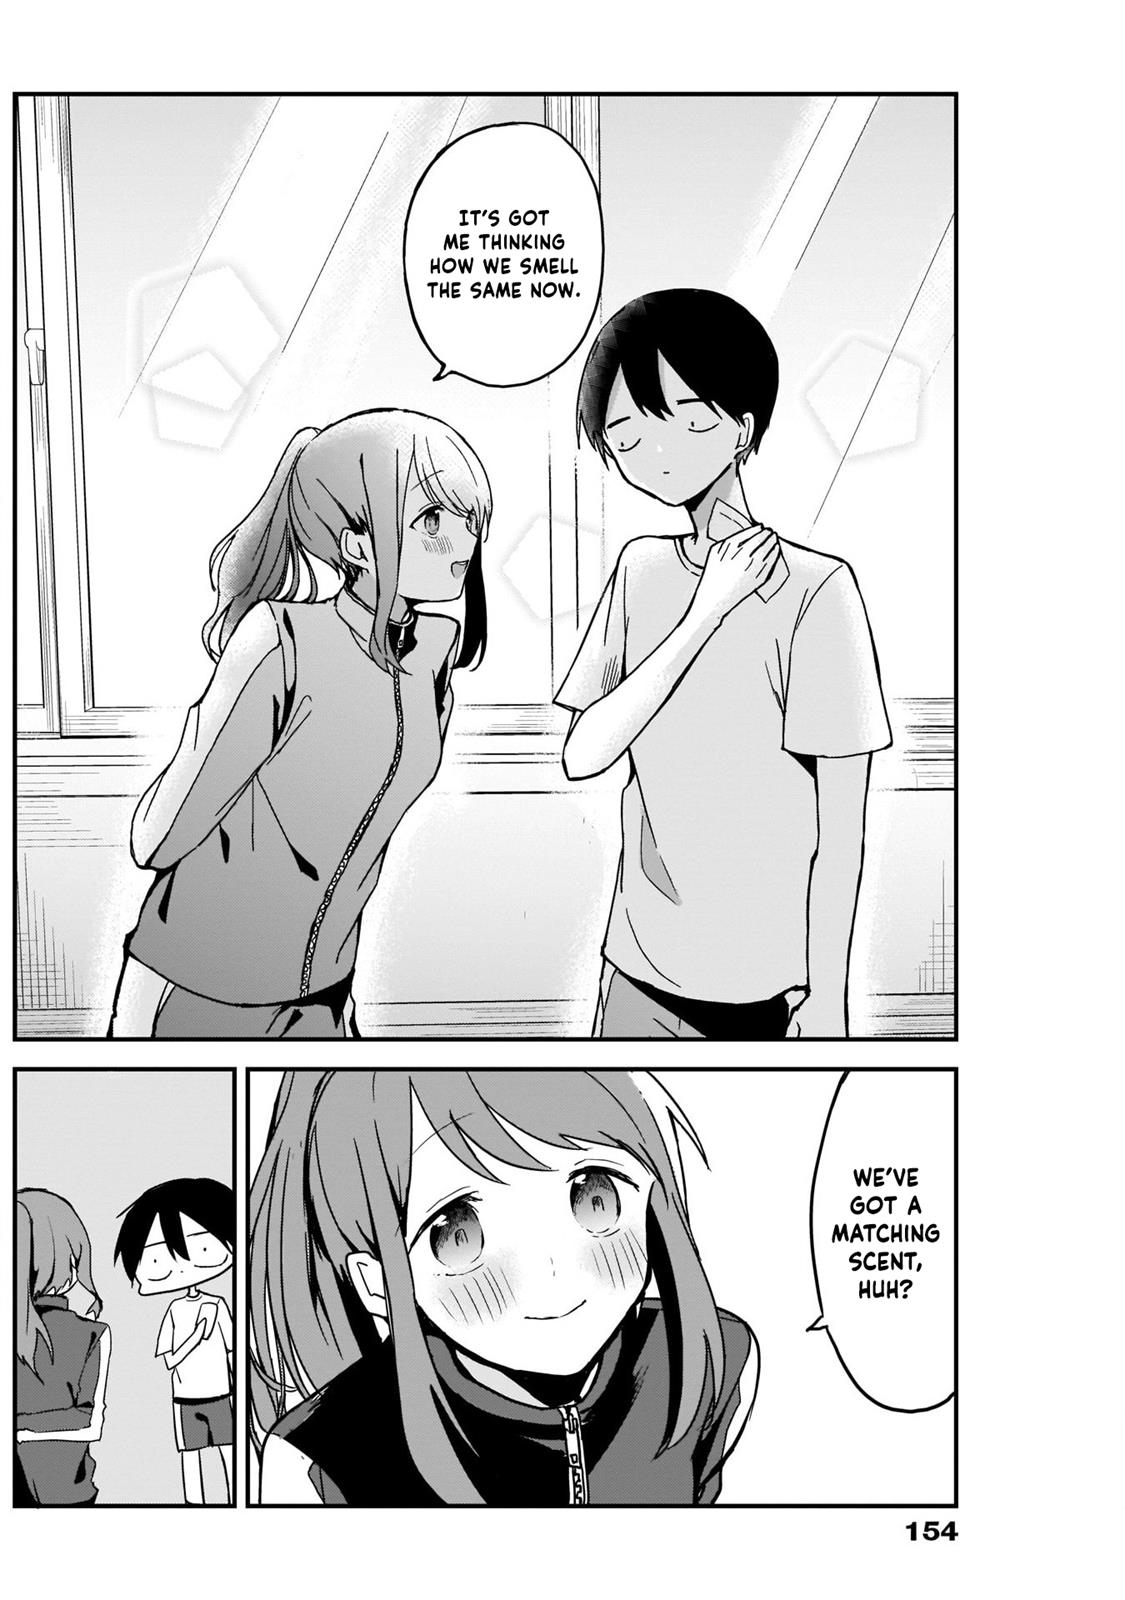 IT'S GOT
ME THINKING
HOW WE SMELL
THE SAME NOW.
WE'VE
GOT A
MATCHING
SCENT,
HUH?
154